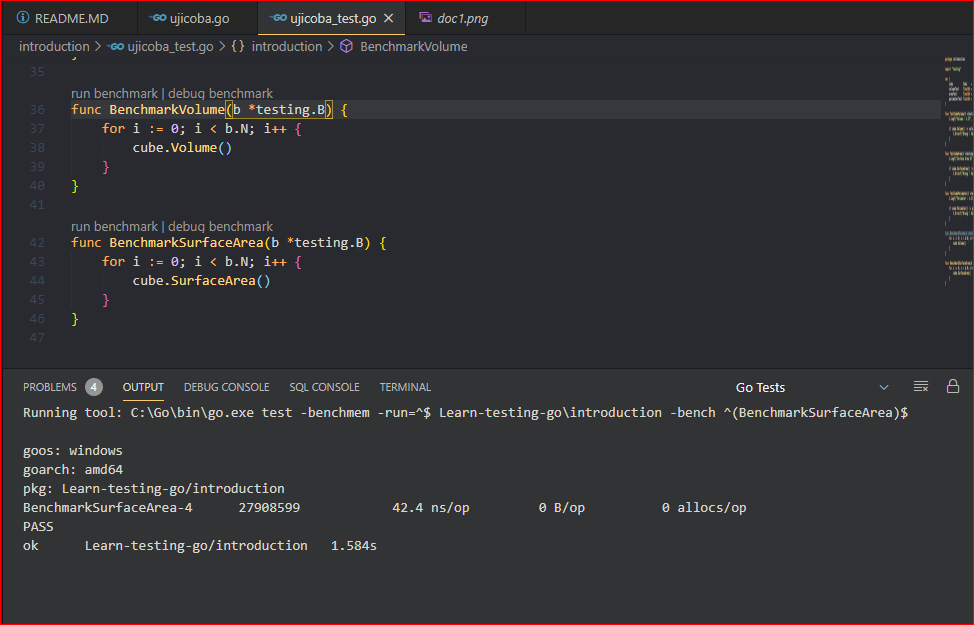 README.MD ujicoba.go ujicoba_test.go doc1.png
introduction > ujicoba_test.go > {} introduction > BenchmarkVolume
35
run benchmark | debug benchmark
36 func BenchmarkVolume(b *testing.B) {
37 for i := 0; i < b.N; i++ {
38 cube.Volume()
39 }
40 }
41
run benchmark | debug benchmark
42 func BenchmarkSurfaceArea(b *testing.B) {
43 for i := 0; i < b.N; i++ {
44 cube.SurfaceArea()
45 }
46 }
47
PROBLEMS 4 OUTPUT DEBUG CONSOLE SQL CONSOLE TERMINAL Go Tests
Running tool: C:\Go\bin\go.exe test -benchmem -run=^$ Learn-testing-go\introduction -bench ^(BenchmarkSurfaceArea)$
goos: windows
goarch: amd64
pkg: Learn-testing-go/introduction
BenchmarkSurfaceArea-4 27908599 42.4 ns/op 0 B/op 0 allocs/op
PASS
ok Learn-testing-go/introduction 1.584s